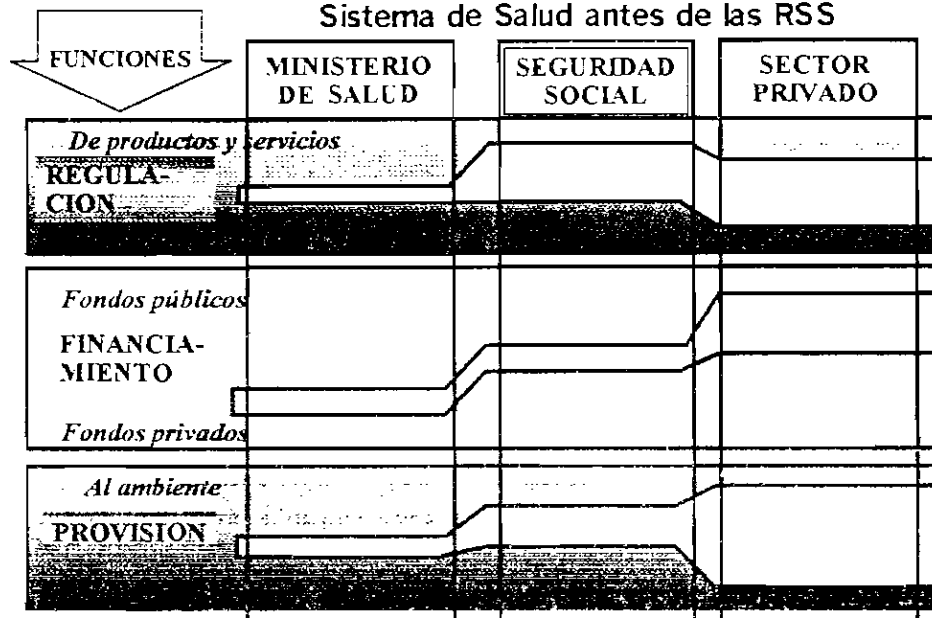 Sistema de Salud antes de las RSS
FUNCIONES
MINISTERIO
DE SALUD
SEGURIDAD
SOCIAL
SECTOR
PRIVADO
De productos y servicios
REGULA-
CION
Fondos públicos
FINANCIA-
MIENTO
Fondos privados
Al ambiente
PROVISION